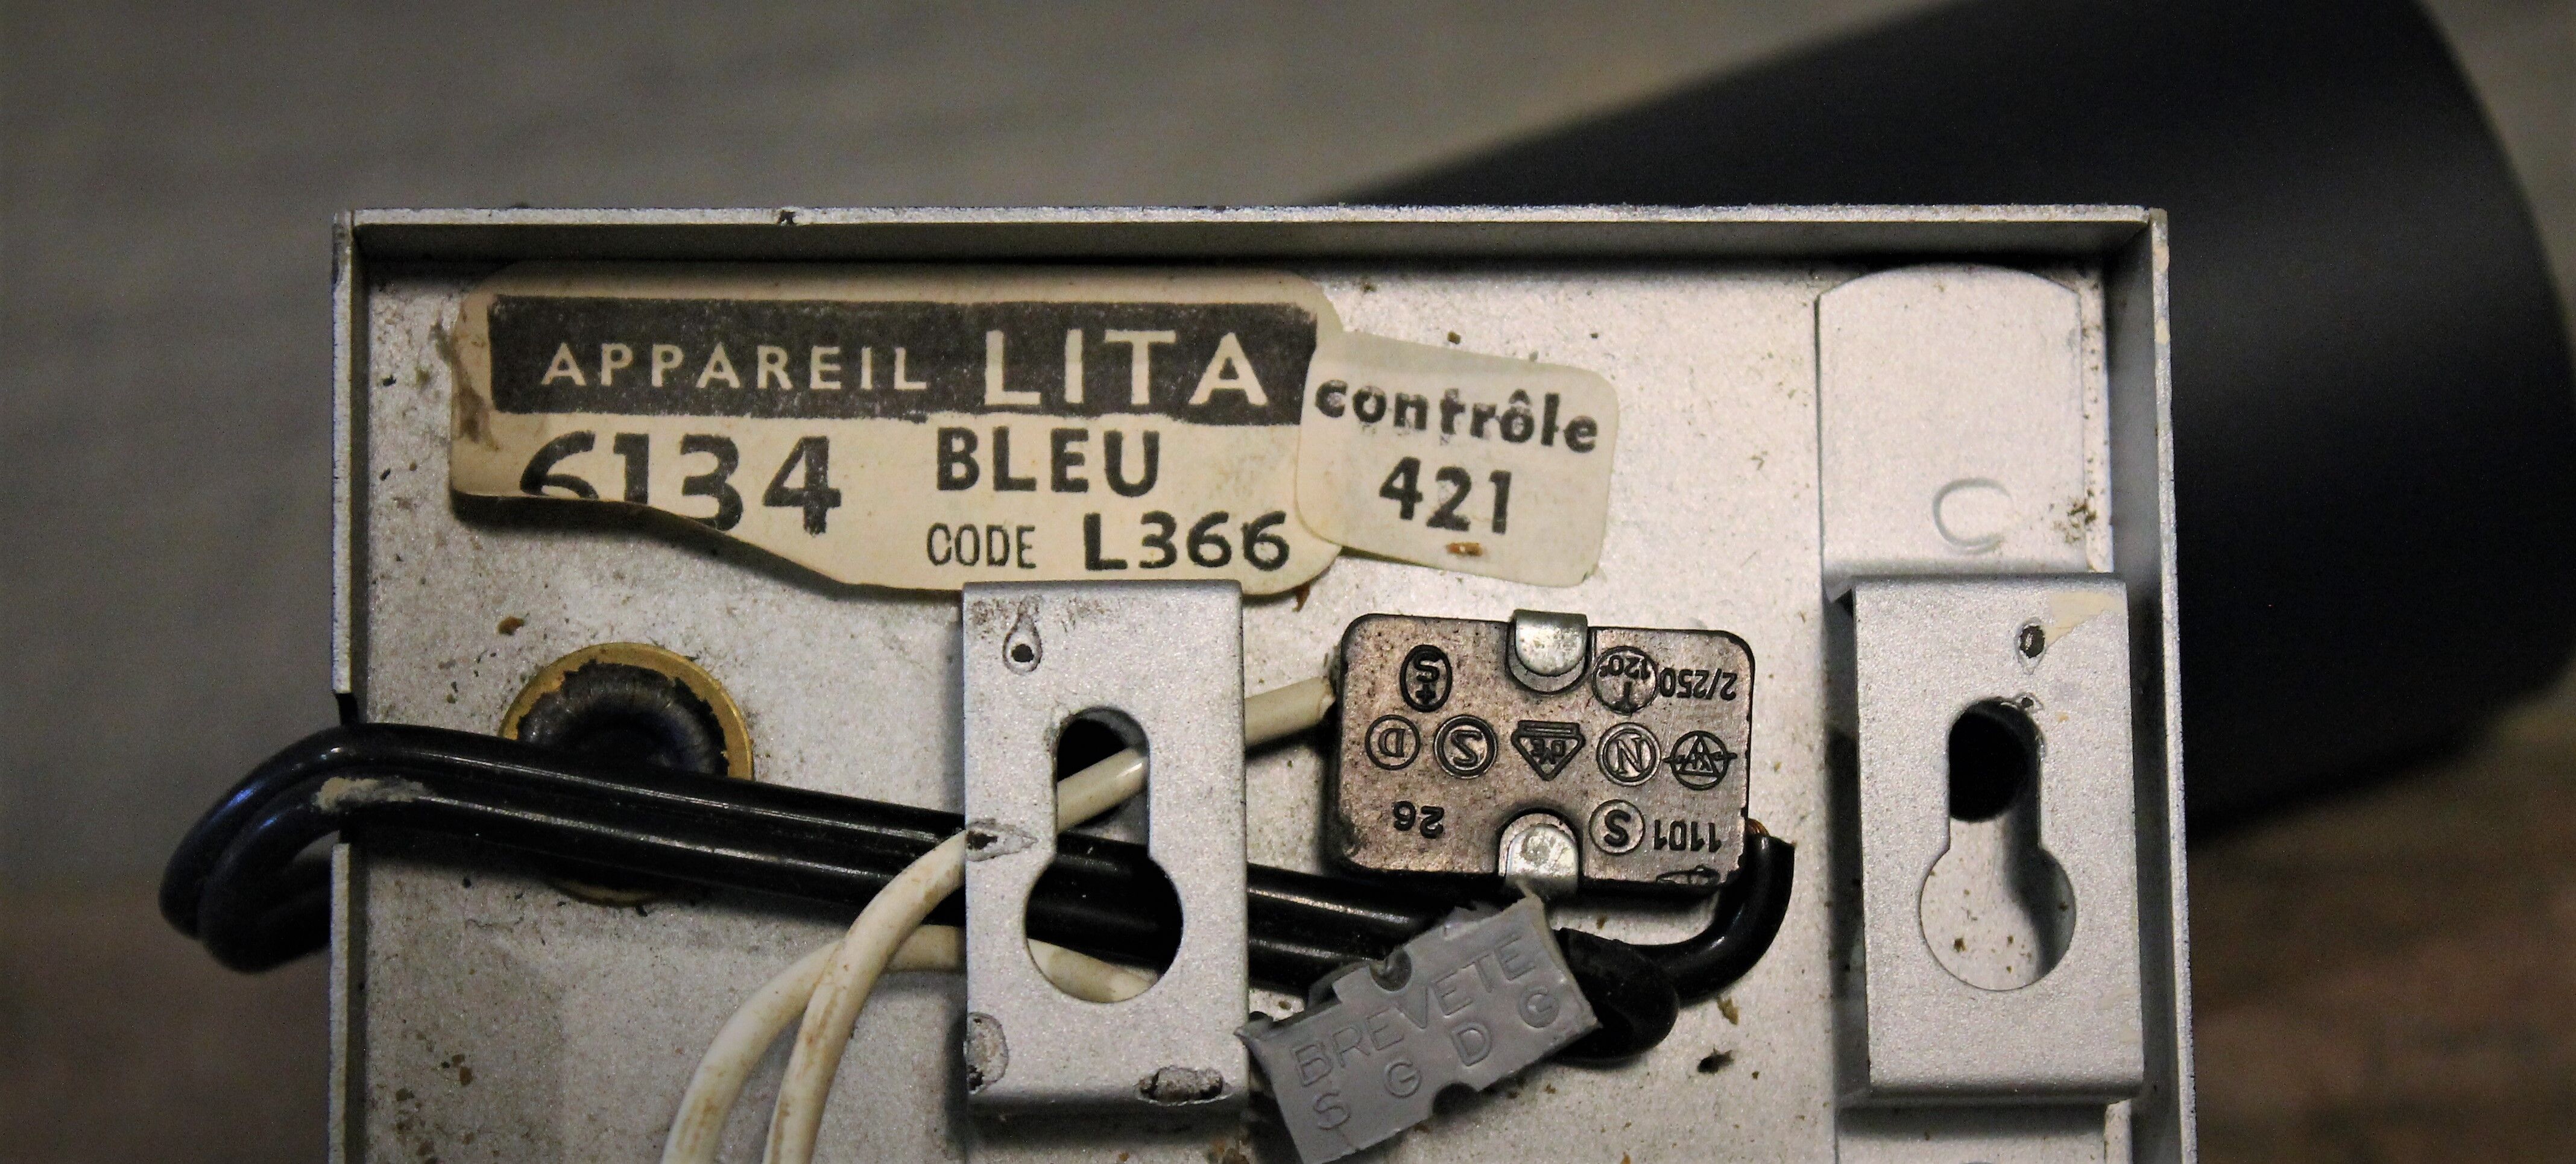 APPAREIL LITA
6134 BLEU
CODE L366
contrôle
421
2/250 T 120°
D S N
1101 S 26
BREVETE
S G D G